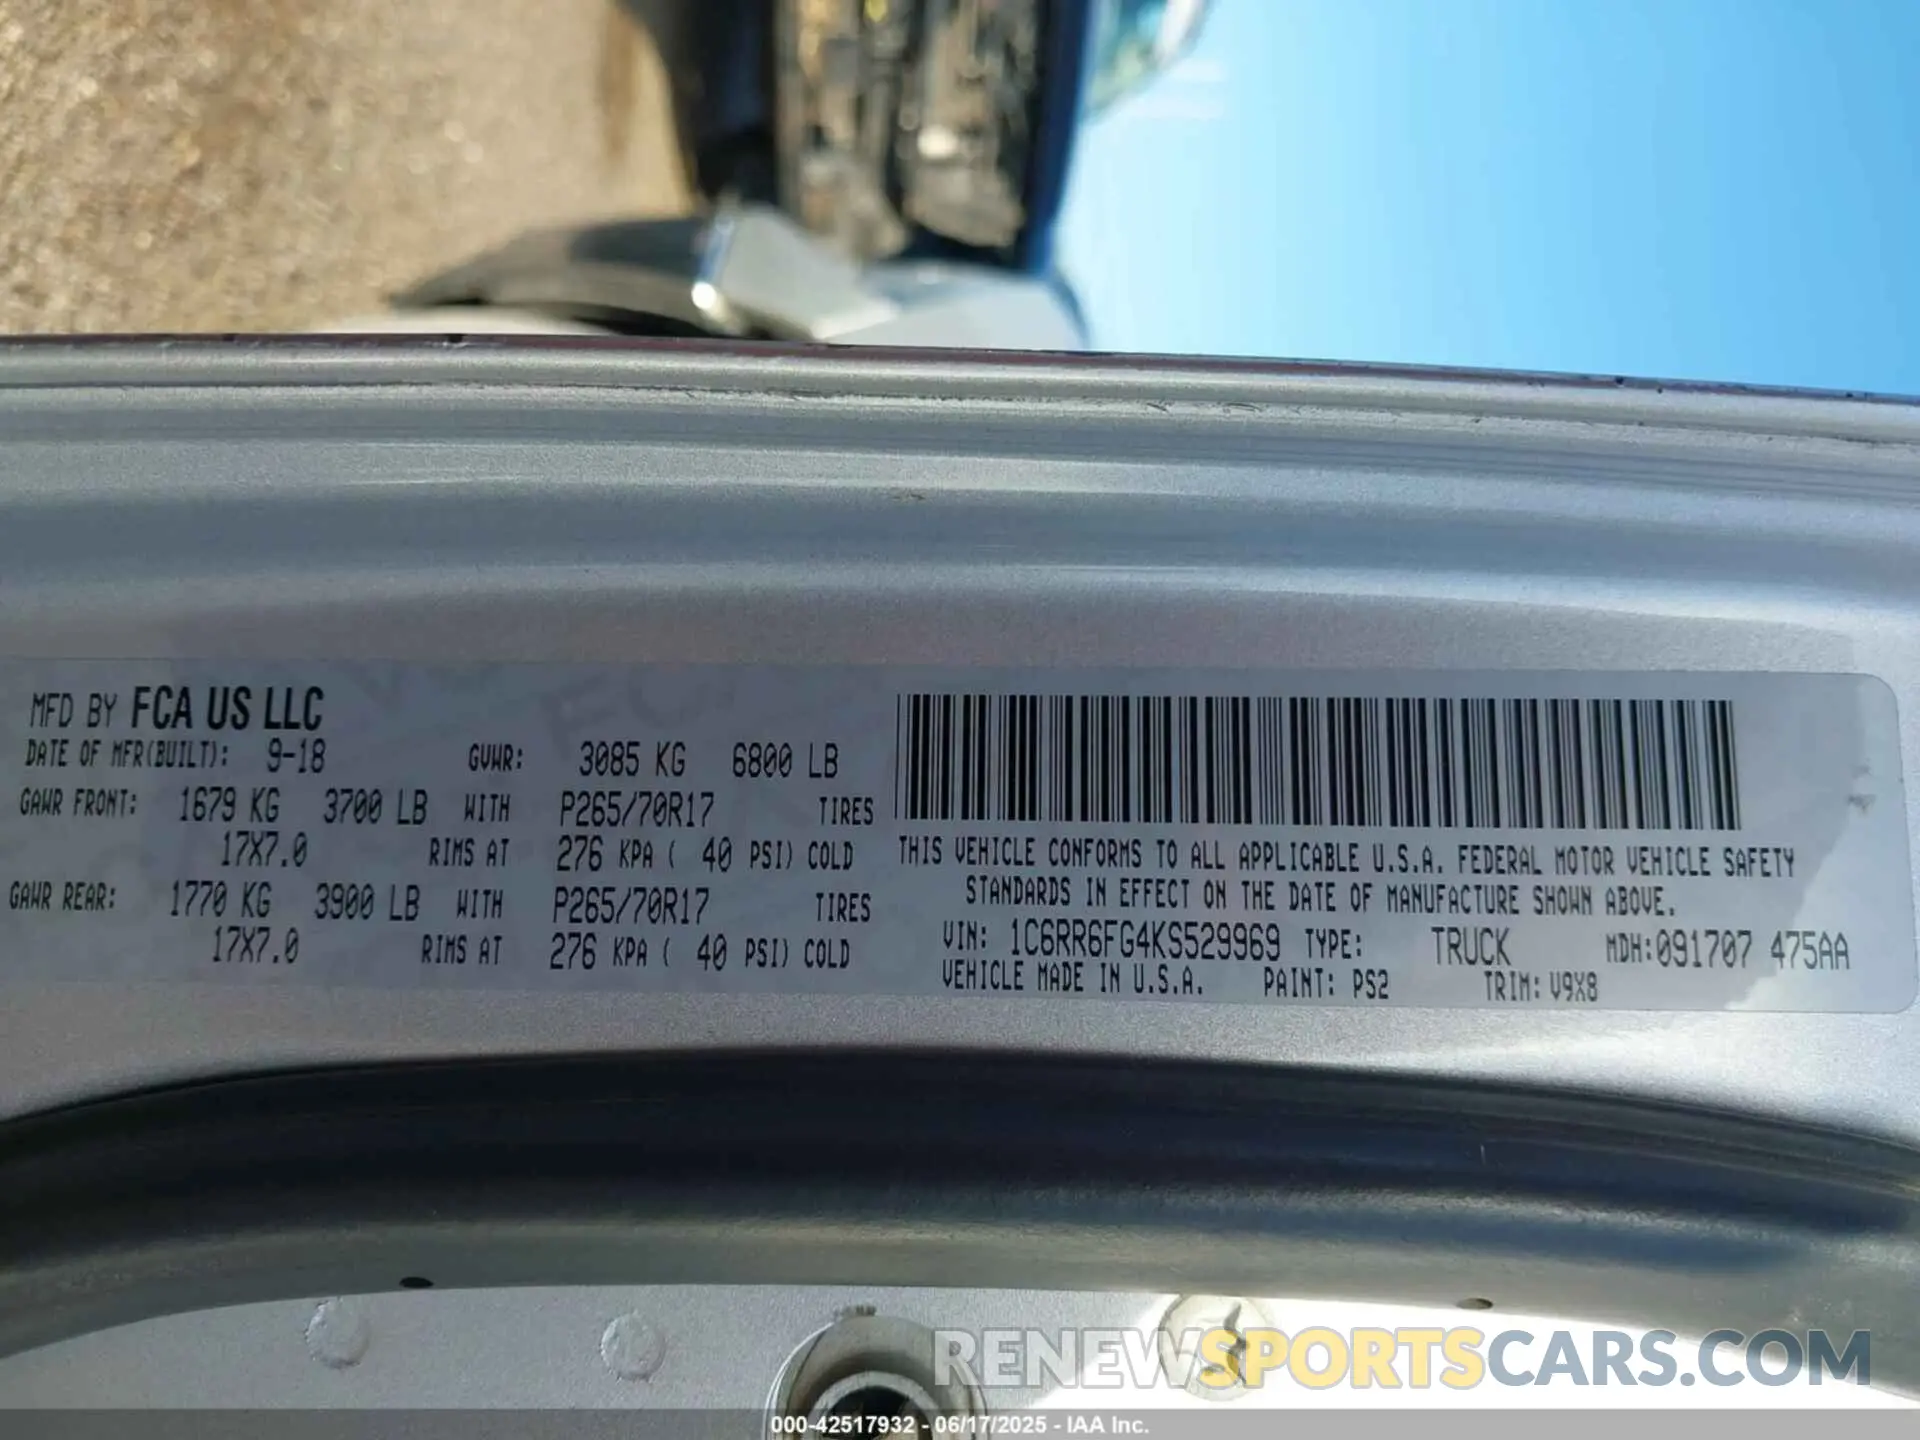 MFD BY FCA US LLC
DATE OF MFR(BUILT): 9-18 GVWR: 3085 KG 6800 LB
GAWR FRONT: 1679 KG 3700 LB WITH P265/70R17 TIRES
17X7.0 RIMS AT 276 KPA ( 40 PSI) COLD
GAWR REAR: 1770 KG 3900 LB WITH P265/70R17 TIRES
17X7.0 RIMS AT 276 KPA ( 40 PSI) COLD
THIS VEHICLE CONFORMS TO ALL APPLICABLE U.S.A. FEDERAL MOTOR VEHICLE SAFETY
STANDARDS IN EFFECT ON THE DATE OF MANUFACTURE SHOWN ABOVE.
VIN: 1C6RR6FG4KS529969 TYPE: TRUCK MDH:091707 475AA
VEHICLE MADE IN U.S.A. PAINT: PS2 TRIM: V9X8
RENEWSPORTSCARS.COM
000-42517932 - 06/17/2025 - IAA Inc.